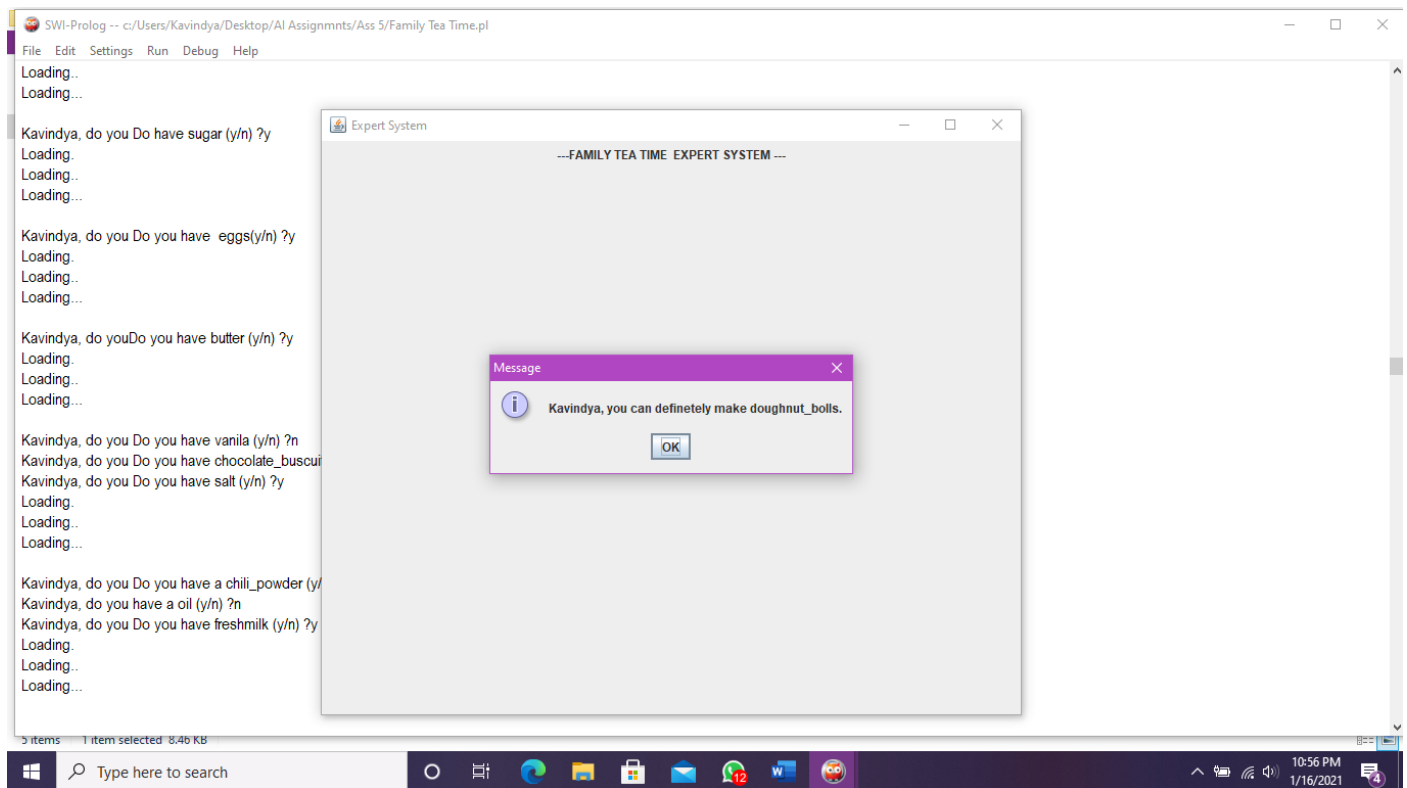 SWI-Prolog -- c:/Users/Kavindya/Desktop/AI Assignmnts/Ass 5/Family Tea Time.pl
File Edit Settings Run Debug Help
Loading..
Loading...
Kavindya, do you Do have sugar (y/n) ?y
Loading.
Loading..
Loading...
Kavindya, do you Do you have  eggs(y/n) ?y
Loading.
Loading..
Loading...
Kavindya, do youDo you have butter (y/n) ?y
Loading.
Loading..
Loading...
Kavindya, do you Do you have vanila (y/n) ?n
Kavindya, do you Do you have chocolate_buscui
Kavindya, do you Do you have salt (y/n) ?y
Loading.
Loading..
Loading...
Kavindya, do you Do you have a chili_powder (y/
Kavindya, do you have a oil (y/n) ?n
Kavindya, do you Do you have freshmilk (y/n) ?y
Loading.
Loading..
Loading...
Expert System
---FAMILY TEA TIME  EXPERT SYSTEM ---
Message
Kavindya, you can definetely make doughnut_bolls.
OK
5 items 1 item selected 8.46 KB
Type here to search
12
W
10:56 PM
1/16/2021
4